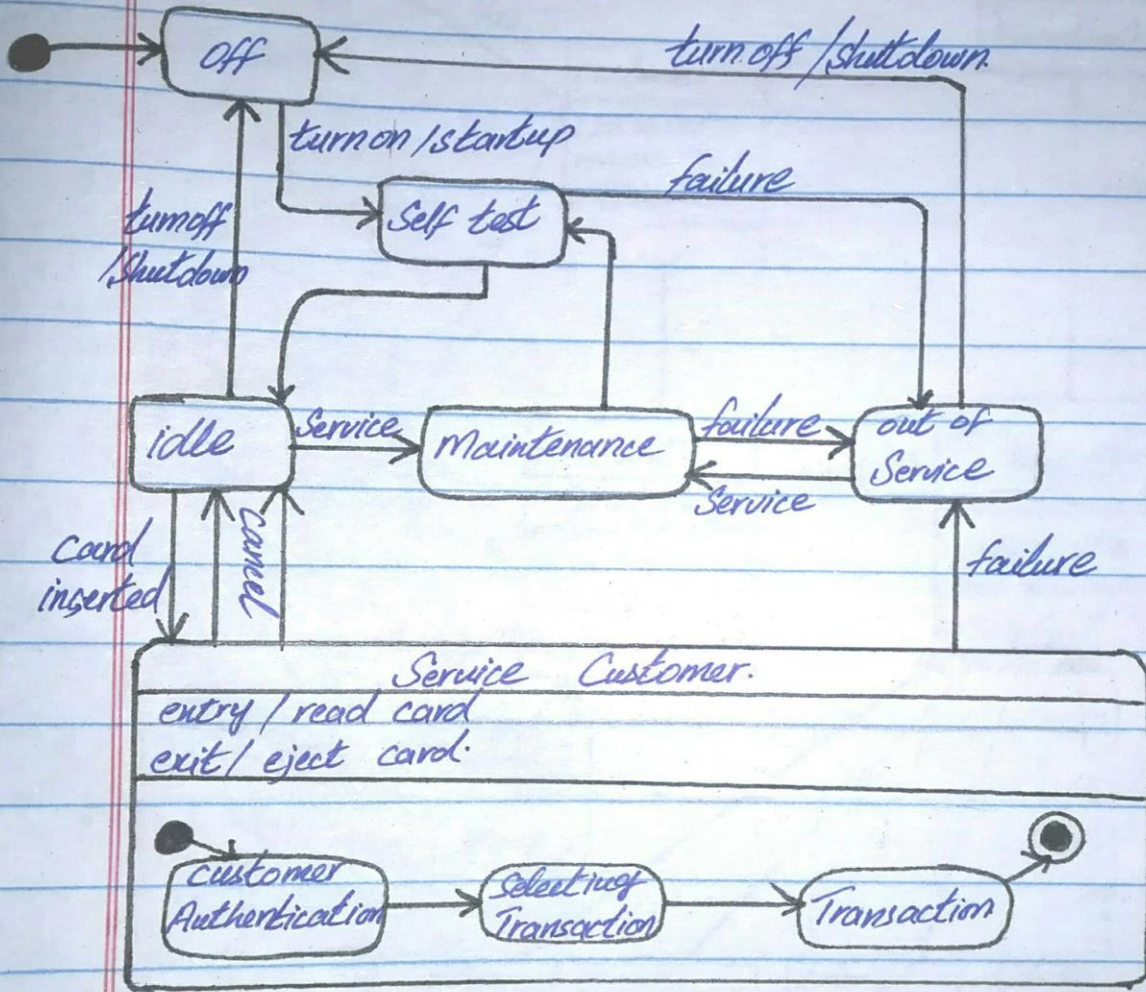 Off
turn off / shutdown.
turn on / startup
failure
Self test
turnoff
/shutdown
idle
Service
Maintenance
failure
out of
Service
Service
Card
inserted
cancel
failure
Service Customer.
entry / read card
exit / eject card.
customer
Authentication
Selecting
Transaction
Transaction